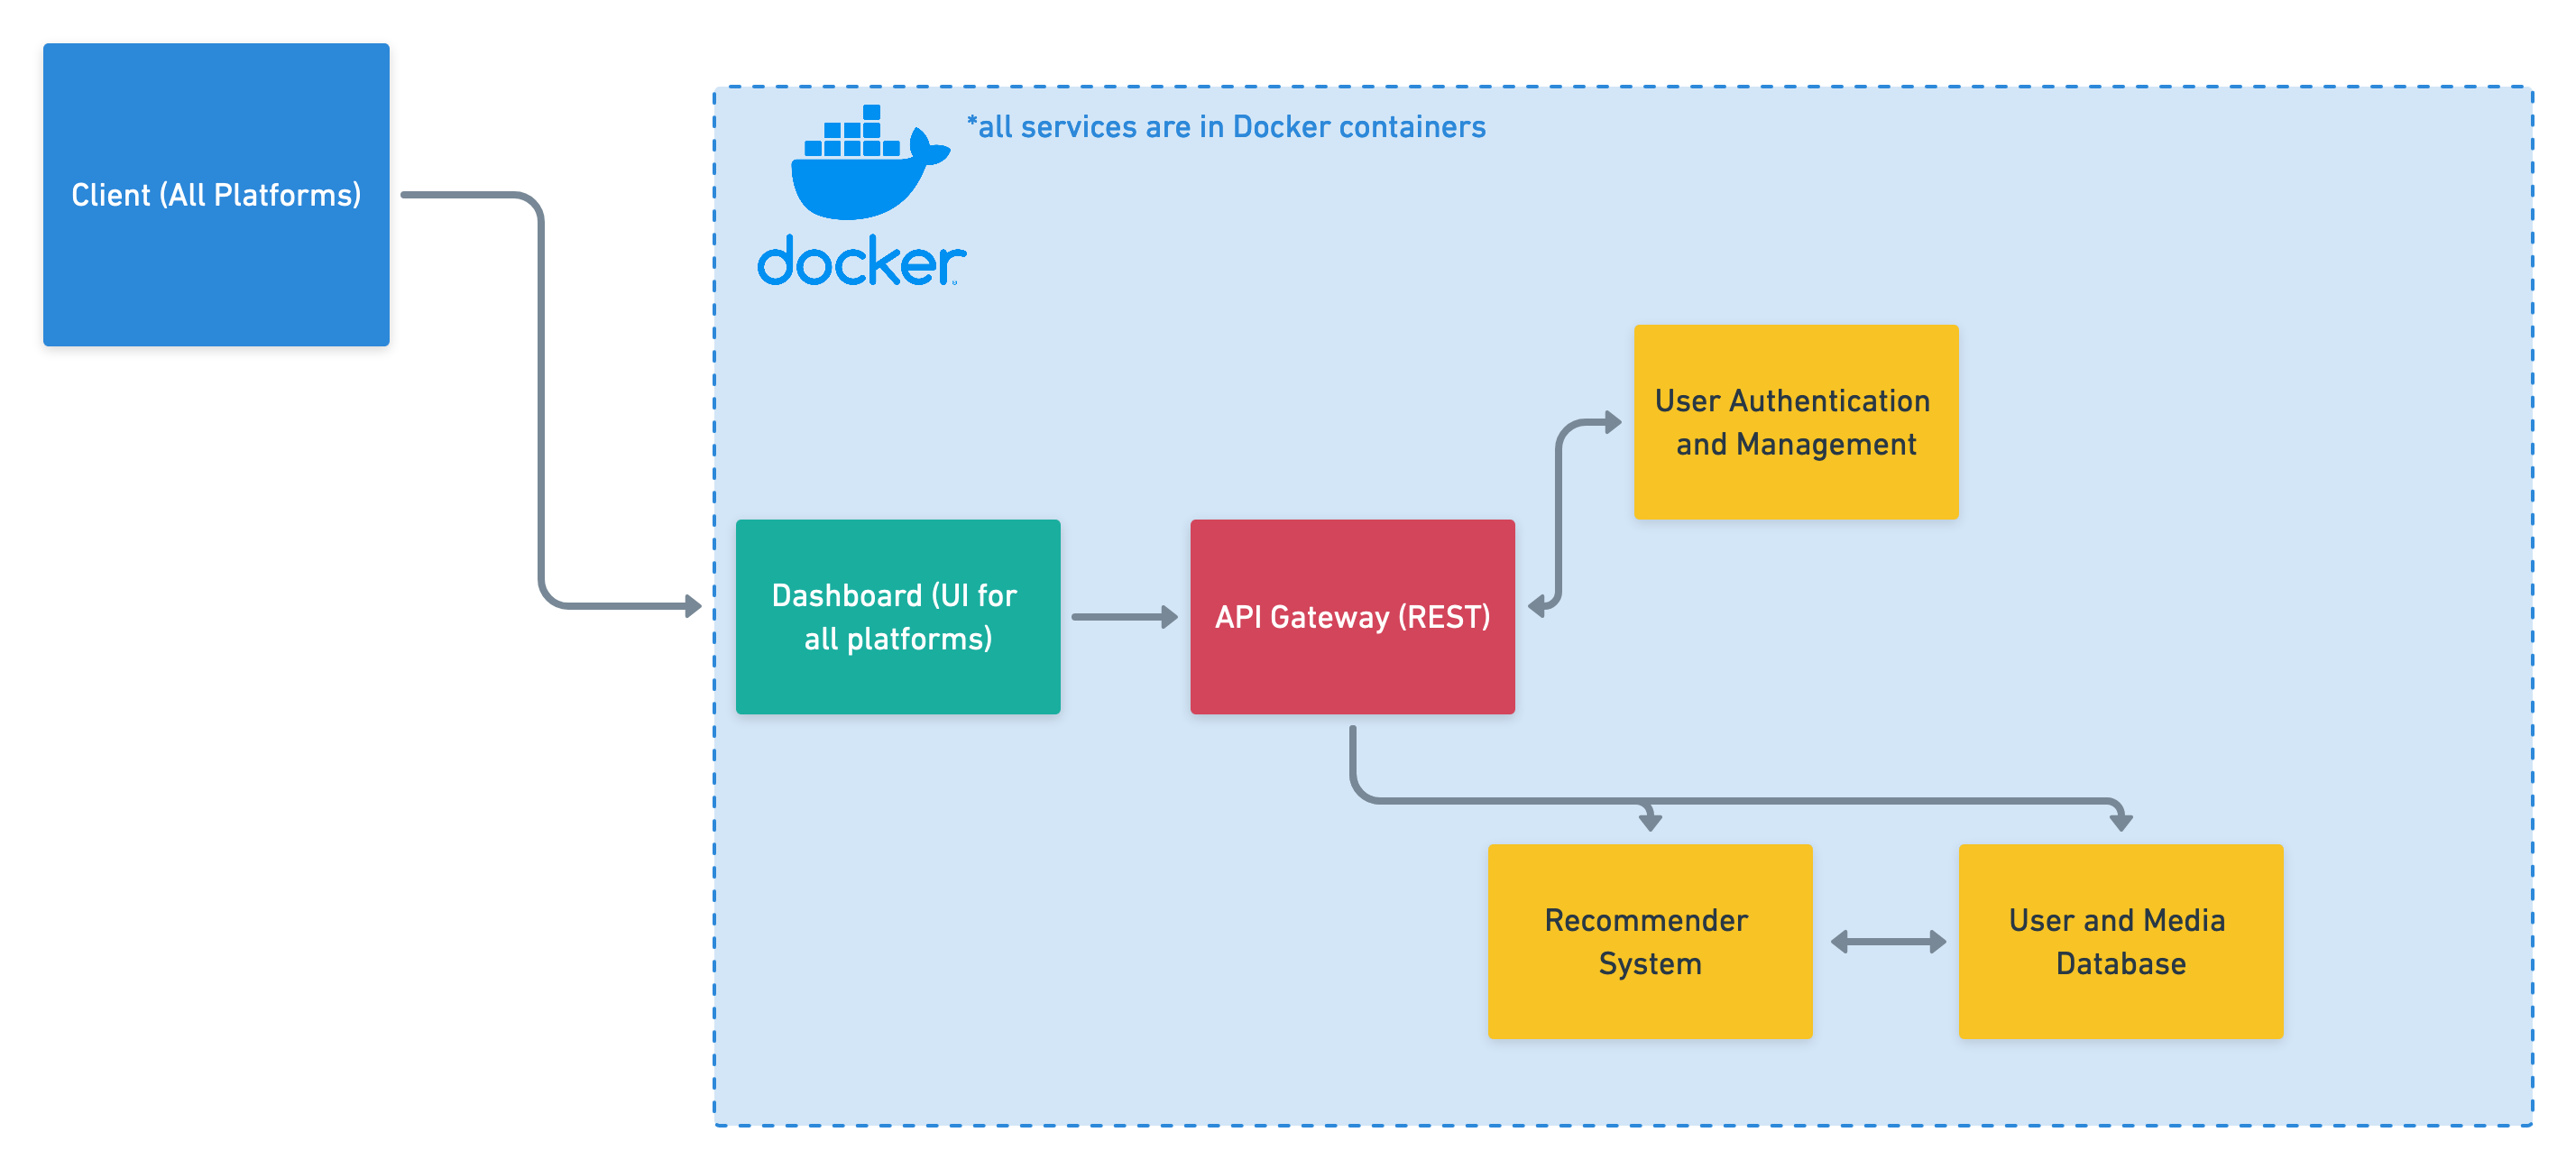 Client (All Platforms)
*all services are in Docker containers
docker
User Authentication
and Management
Dashboard (UI for
all platforms)
API Gateway (REST)
Recommender
System
User and Media
Database